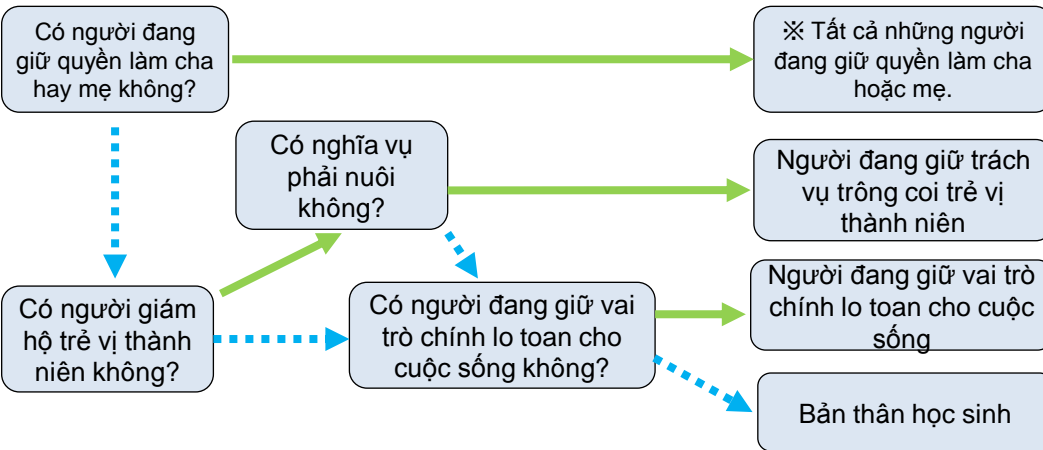 Có người đang
giữ quyền làm cha
hay mẹ không?
※ Tất cả những người
đang giữ quyền làm cha
hoặc mẹ.
Có nghĩa vụ
phải nuôi
không?
Người đang giữ trách
vụ trông coi trẻ vị
thành niên
Có người giám
hộ trẻ vị thành
niên không?
Có người đang giữ vai
trò chính lo toan cho
cuộc sống không?
Người đang giữ vai trò
chính lo toan cho cuộc
sống
Bản thân học sinh